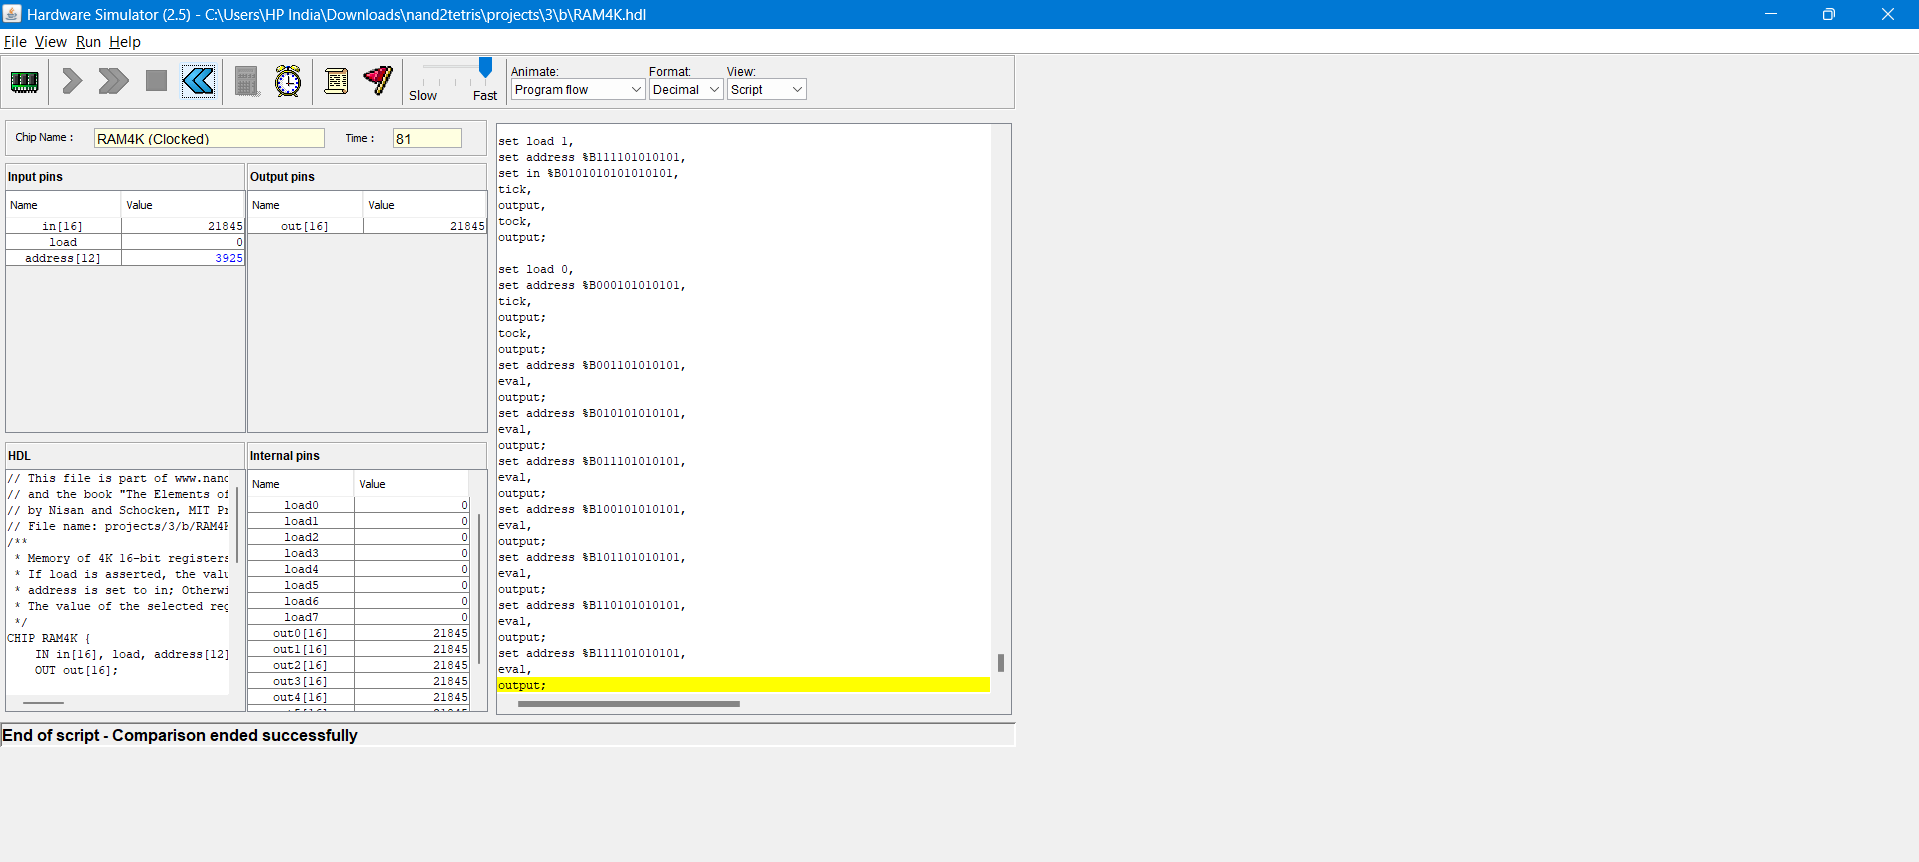 Hardware Simulator (2.5) - C:\Users\HP India\Downloads\nand2tetris\projects\3\b\RAM4K.hdl
File View Run Help
Slow Fast
Animate: Format: View:
Program flow Decimal Script
Chip Name : RAM4K (Clocked) Time : 81
Input pins
Name Value
in[16] 21845
load 0
address[12] 3925
Output pins
Name Value
out[16] 21845
HDL
// This file is part of www.nand
// and the book "The Elements of
// by Nisan and Schocken, MIT Pr
// File name: projects/3/b/RAM4K
/**
* Memory of 4K 16-bit registers
* If load is asserted, the valu
* address is set to in; Otherwi
* The value of the selected reg
*/
CHIP RAM4K {
IN in[16], load, address[12]
OUT out[16];
Internal pins
Name Value
load0 0
load1 0
load2 0
load3 0
load4 0
load5 0
load6 0
load7 0
out0[16] 21845
out1[16] 21845
out2[16] 21845
out3[16] 21845
out4[16] 21845
set load 1,
set address %B111101010101,
set in %B0101010101010101,
tick,
output,
tock,
output;
set load 0,
set address %B000101010101,
tick,
output;
tock,
output;
set address %B001101010101,
eval,
output;
set address %B010101010101,
eval,
output;
set address %B011101010101,
eval,
output;
set address %B100101010101,
eval,
output;
set address %B101101010101,
eval,
output;
set address %B110101010101,
eval,
output;
set address %B111101010101,
eval,
output;
End of script - Comparison ended successfully